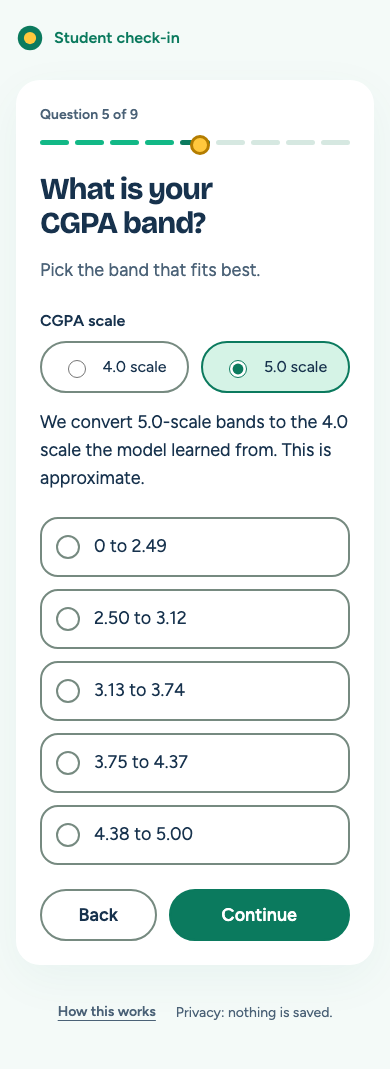 Student check-in
Question 5 of 9
What is your
CGPA band?
Pick the band that fits best.
CGPA scale
4.0 scale
5.0 scale
We convert 5.0-scale bands to the 4.0
scale the model learned from. This is
approximate.
0 to 2.49
2.50 to 3.12
3.13 to 3.74
3.75 to 4.37
4.38 to 5.00
Back
Continue
How this works
Privacy: nothing is saved.